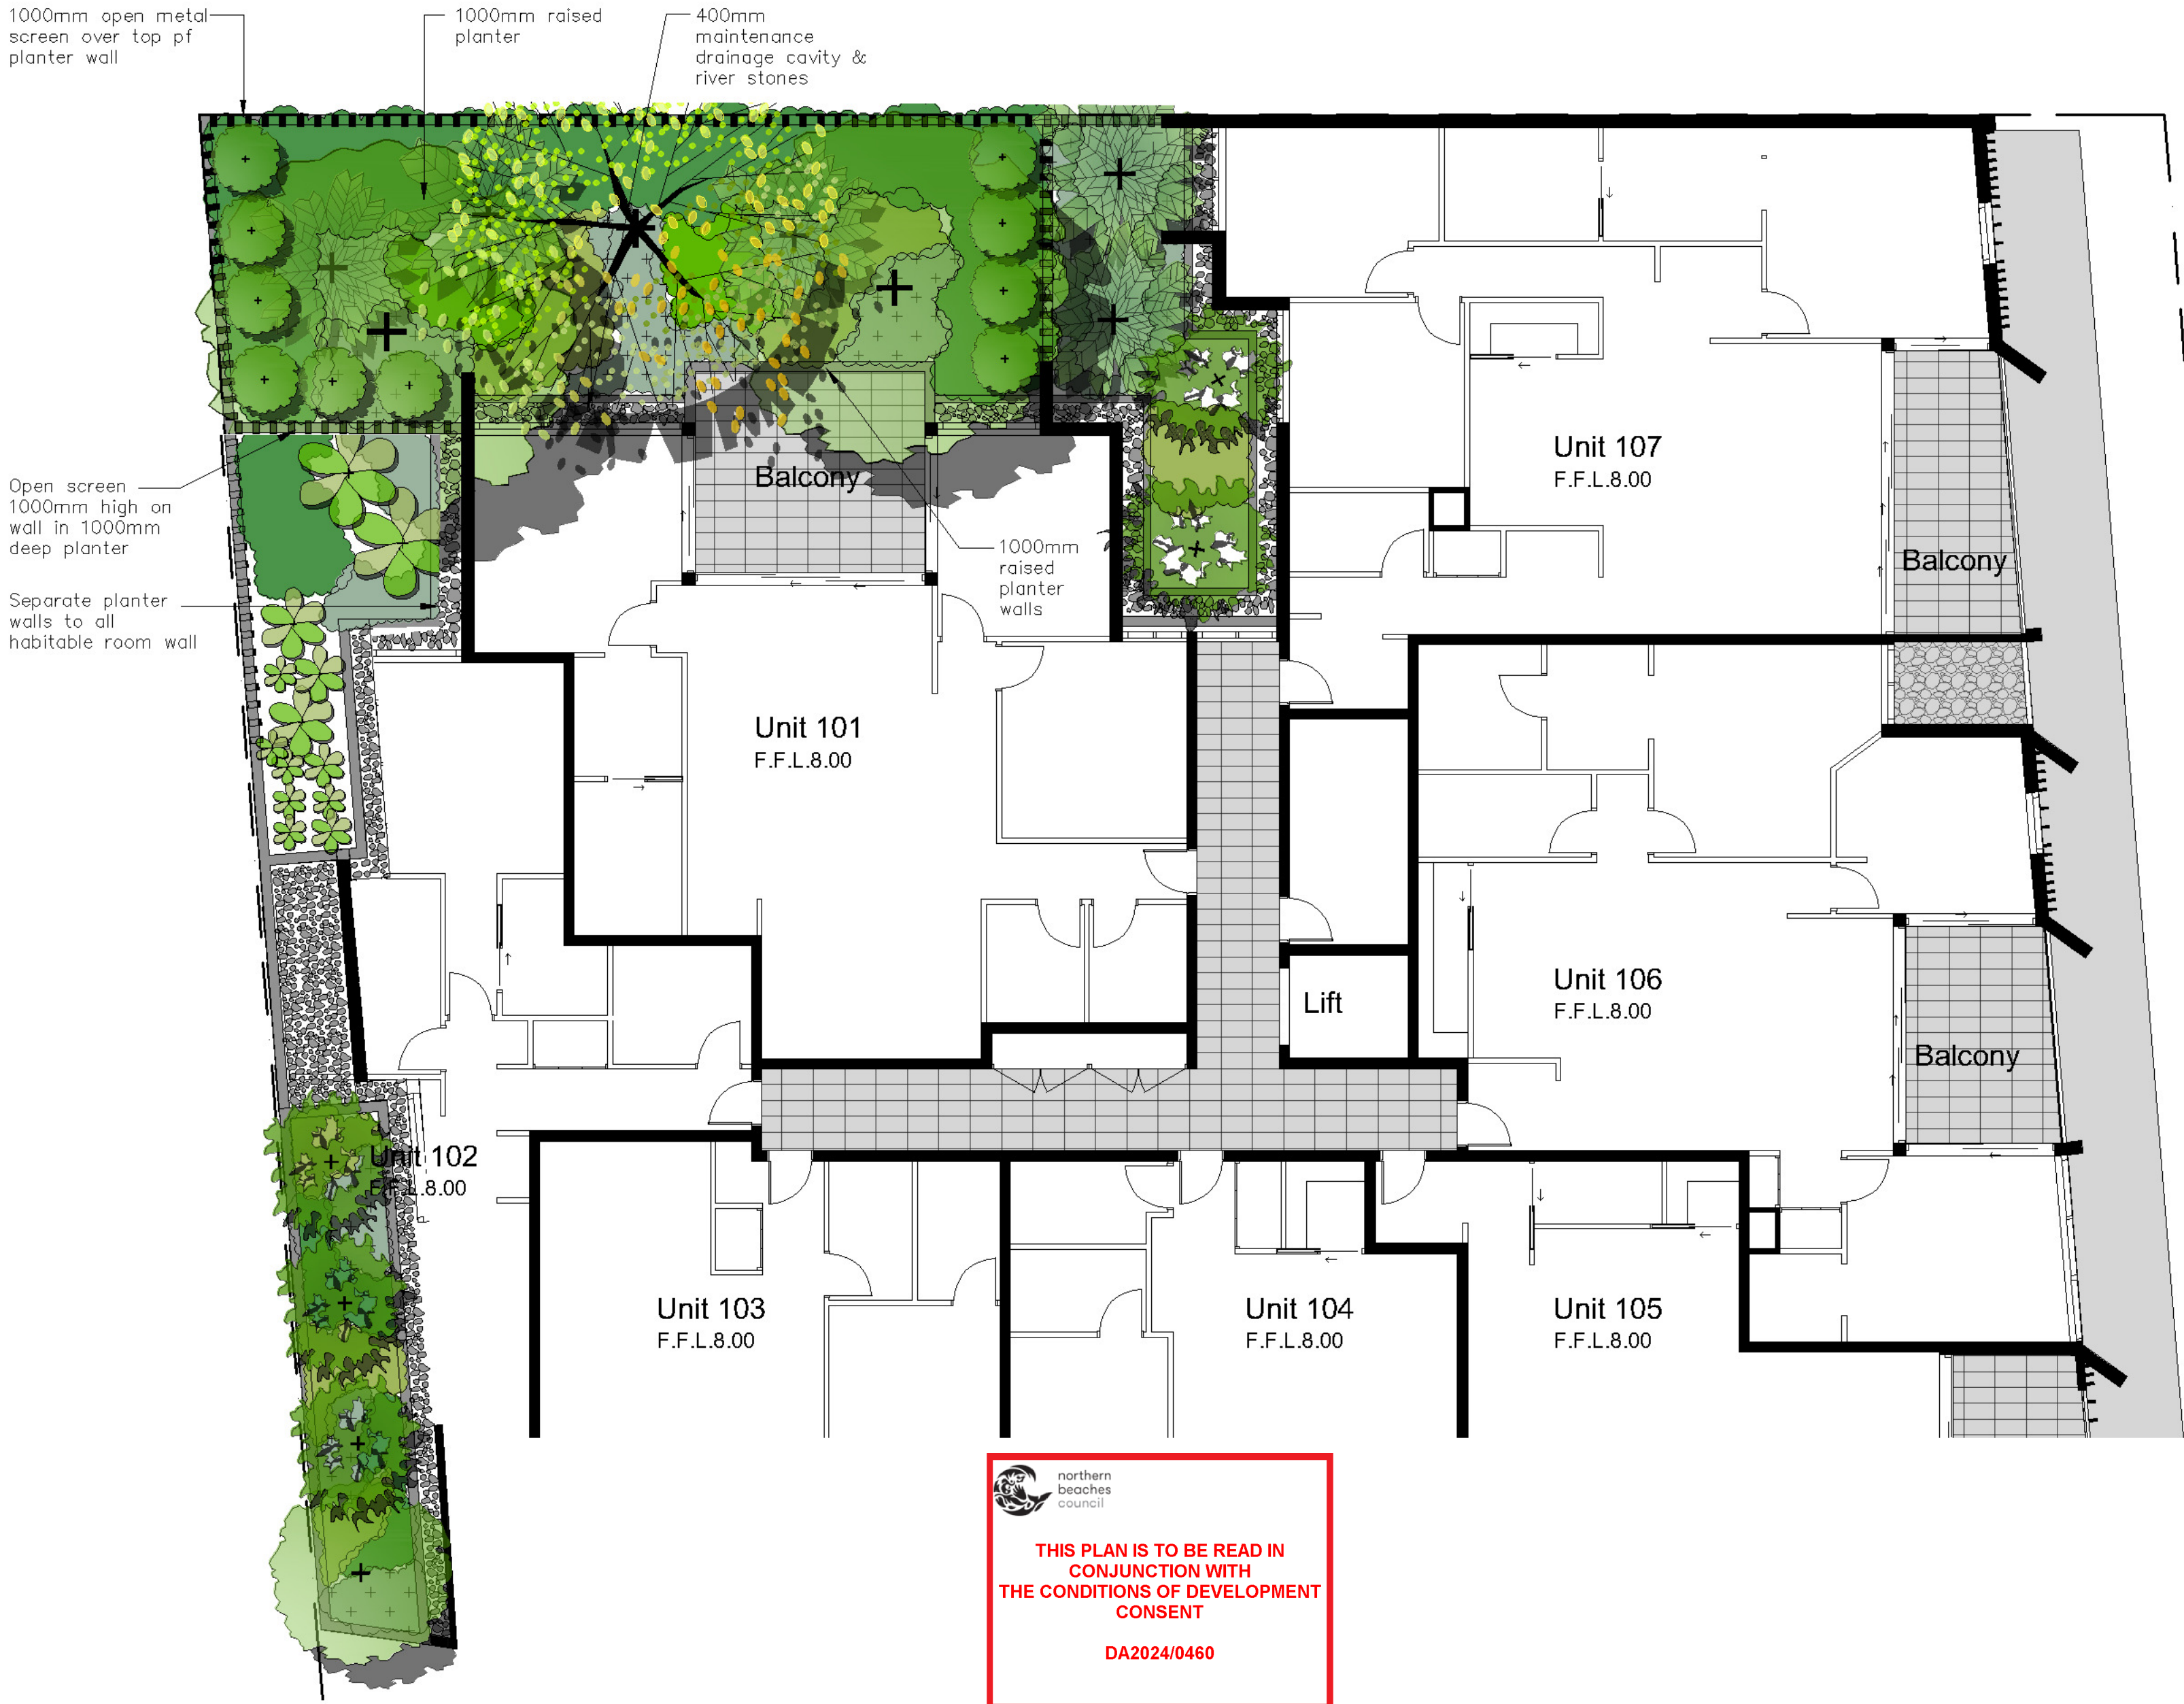 1000mm open metal
screen over top pf
planter wall
1000mm raised
planter
400mm
maintenance
drainage cavity &
river stones
Open screen
1000mm high on
wall in 1000mm
deep planter
Separate planter
walls to all
habitable room wall
Balcony
1000mm
raised
planter
walls
Unit 107
F.F.L.8.00
Balcony
Unit 101
F.F.L.8.00
Lift
Unit 106
F.F.L.8.00
Balcony
Unit 102
F.F.L.8.00
Unit 103
F.F.L.8.00
Unit 104
F.F.L.8.00
Unit 105
F.F.L.8.00
northern
beaches
council
THIS PLAN IS TO BE READ IN
CONJUNCTION WITH
THE CONDITIONS OF DEVELOPMENT
CONSENT
DA2024/0460